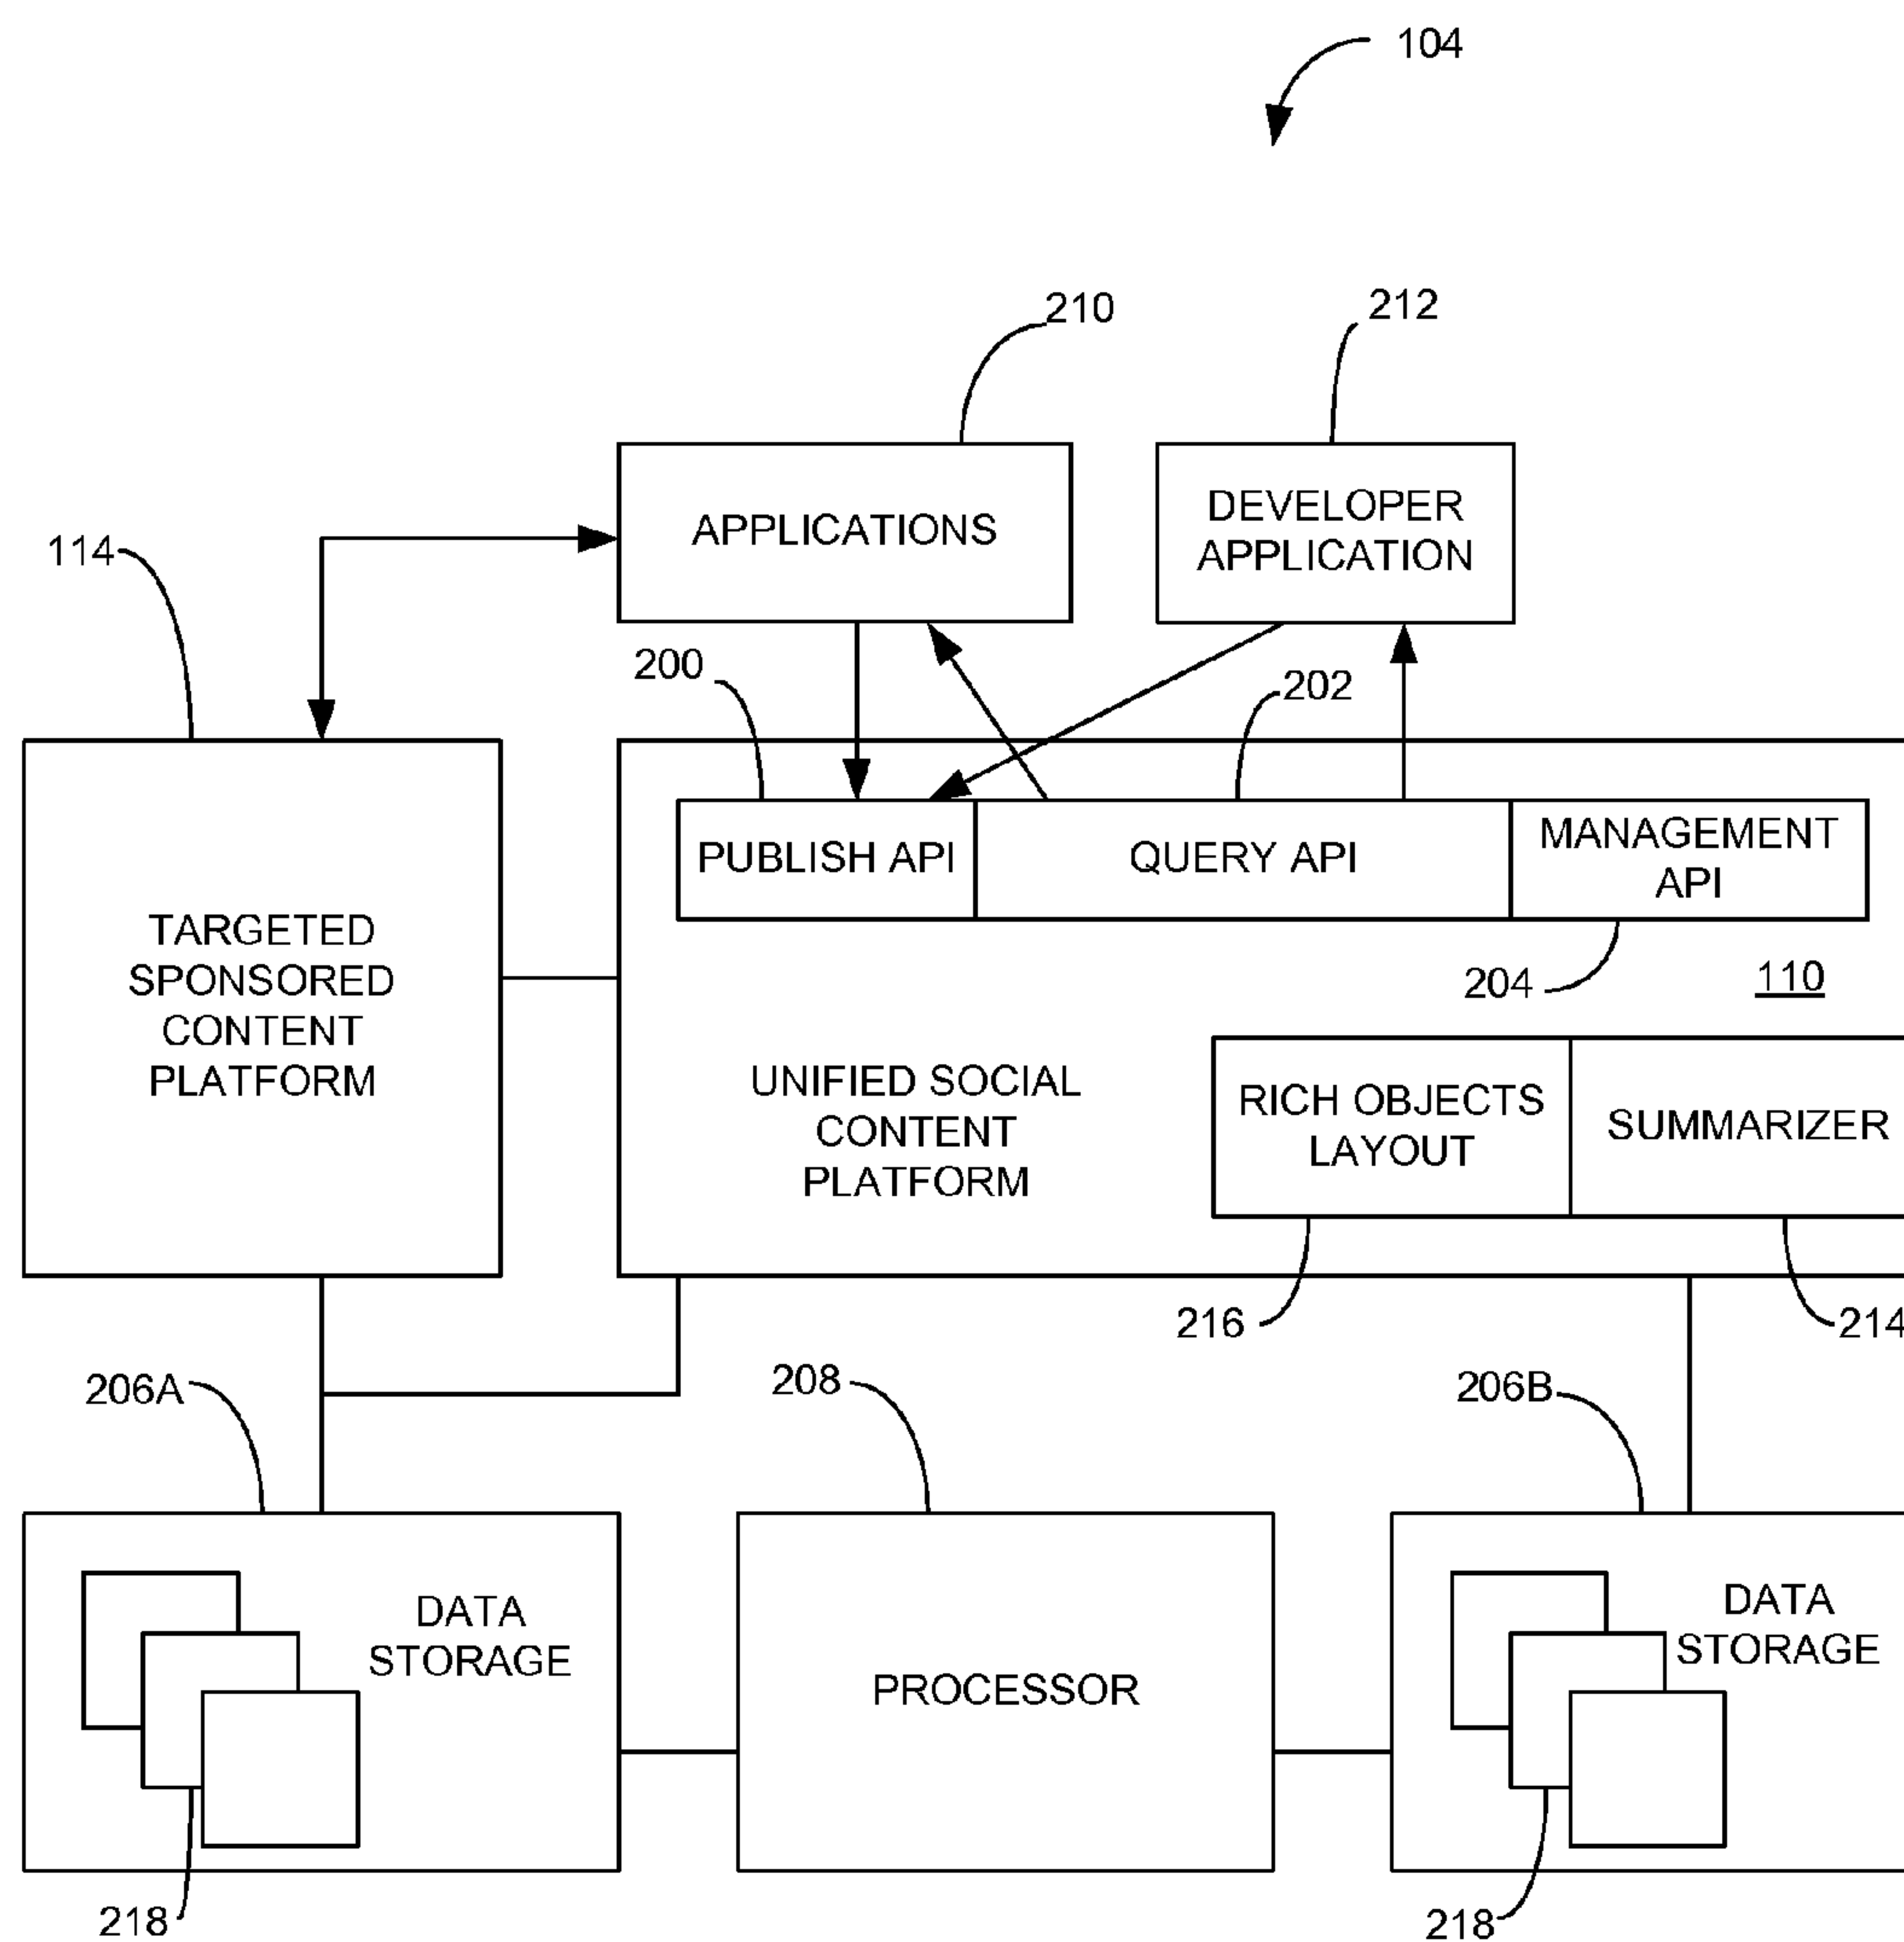 104
210
212
APPLICATIONS
DEVELOPER
APPLICATION
114
200
202
PUBLISH API
QUERY API
MANAGEMENT
API
TARGETED
SPONSORED
CONTENT
PLATFORM
204
110
UNIFIED SOCIAL
CONTENT
PLATFORM
RICH OBJECTS
LAYOUT
SUMMARIZER
216
214
206A
208
206B
DATA
STORAGE
PROCESSOR
DATA
STORAGE
218
218